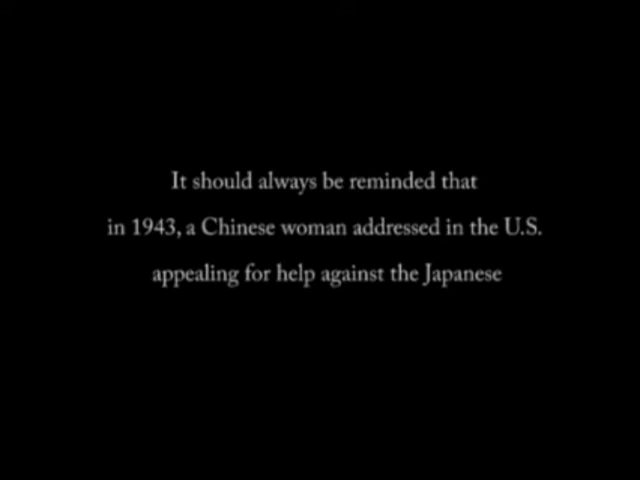 It should always be reminded that
in 1943, a Chinese woman addressed in the U.S.
appealing for help against the Japanese